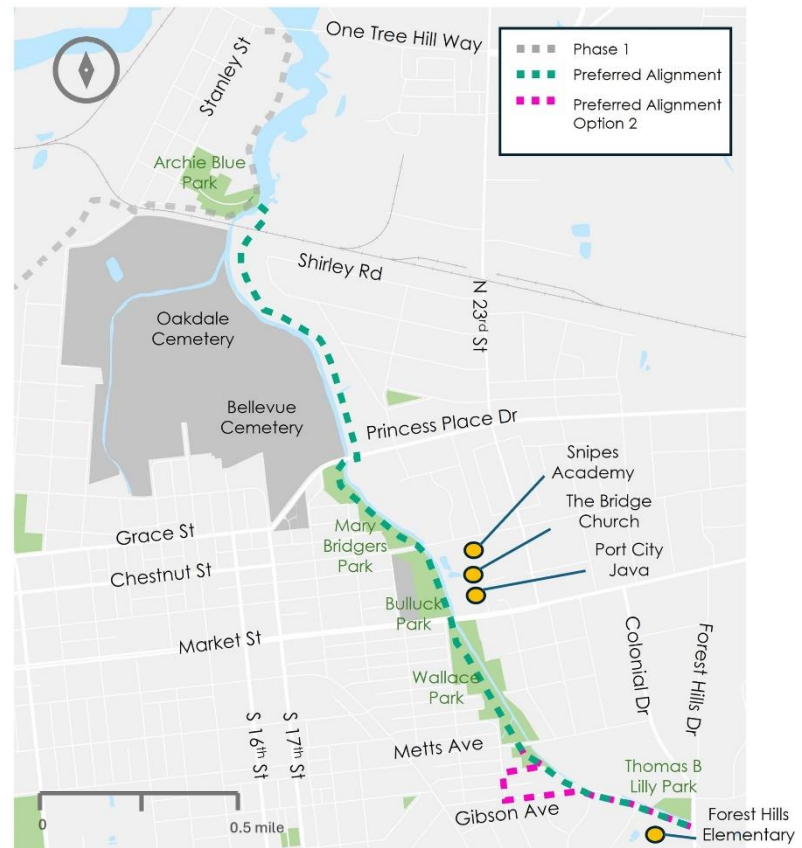 One Tree Hill Way
Phase 1
Preferred Alignment
Preferred Alignment
Option 2
Stanley St
Archie Blue
Park
Shirley Rd
N 23rd St
Oakdale
Cemetery
Bellevue
Cemetery
Princess Place Dr
Snipes
Academy
The Bridge
Church
Port City
Java
Grace St
Mary
Bridgers
Park
Chestnut St
Bulluck
Park
Market St
Wallace
Park
Colonial Dr
Forest Hills Dr
S 16th St
S 17th St
Metts Ave
Thomas B
Lilly Park
Gibson Ave
Forest Hills
Elementary
0
0.5 mile